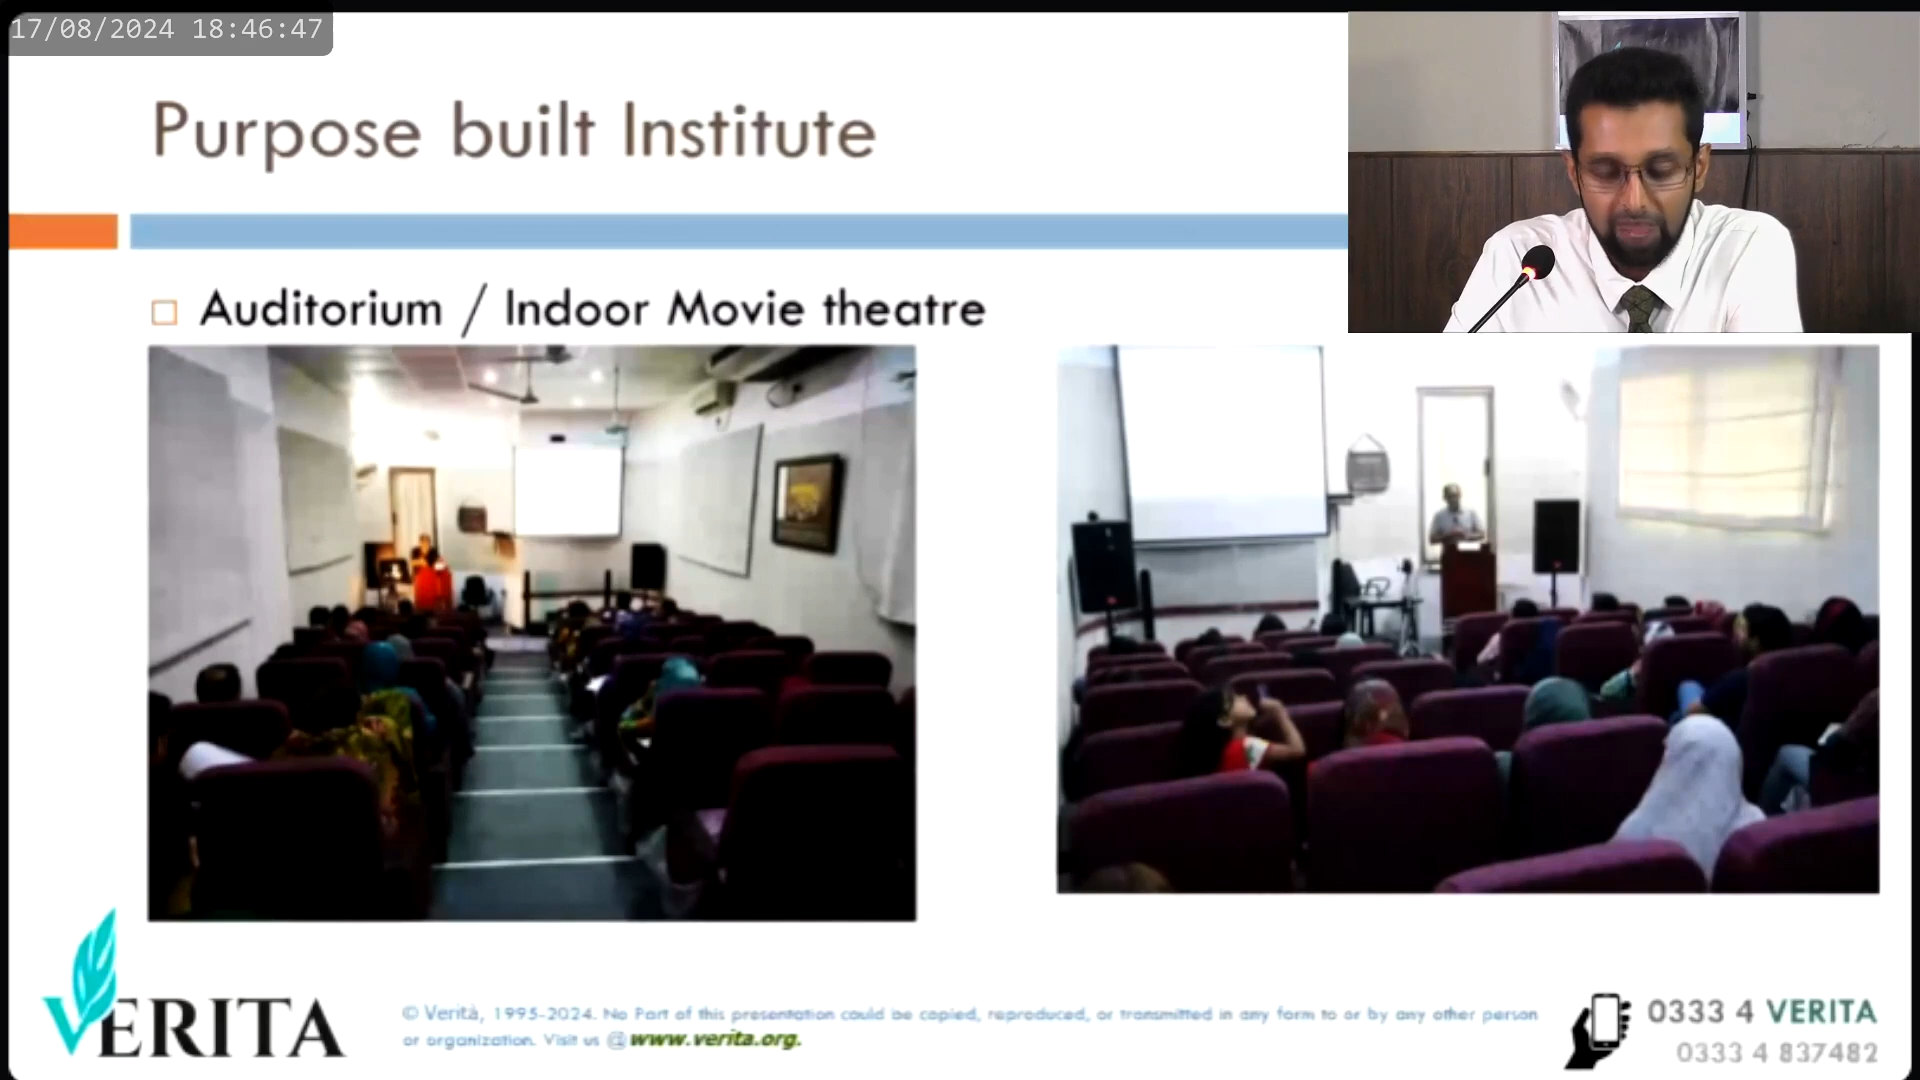 17/08/2024 18:46:47
Purpose built Institute
Auditorium / Indoor Movie theatre
VERITA
© Verità, 1995-2024. No Part of this presentation could be copied, reproduced, or transmitted in any form to or by any other person
or organization. Visit us @www.verita.org.
0333 4 VERITA
0333 4 837482